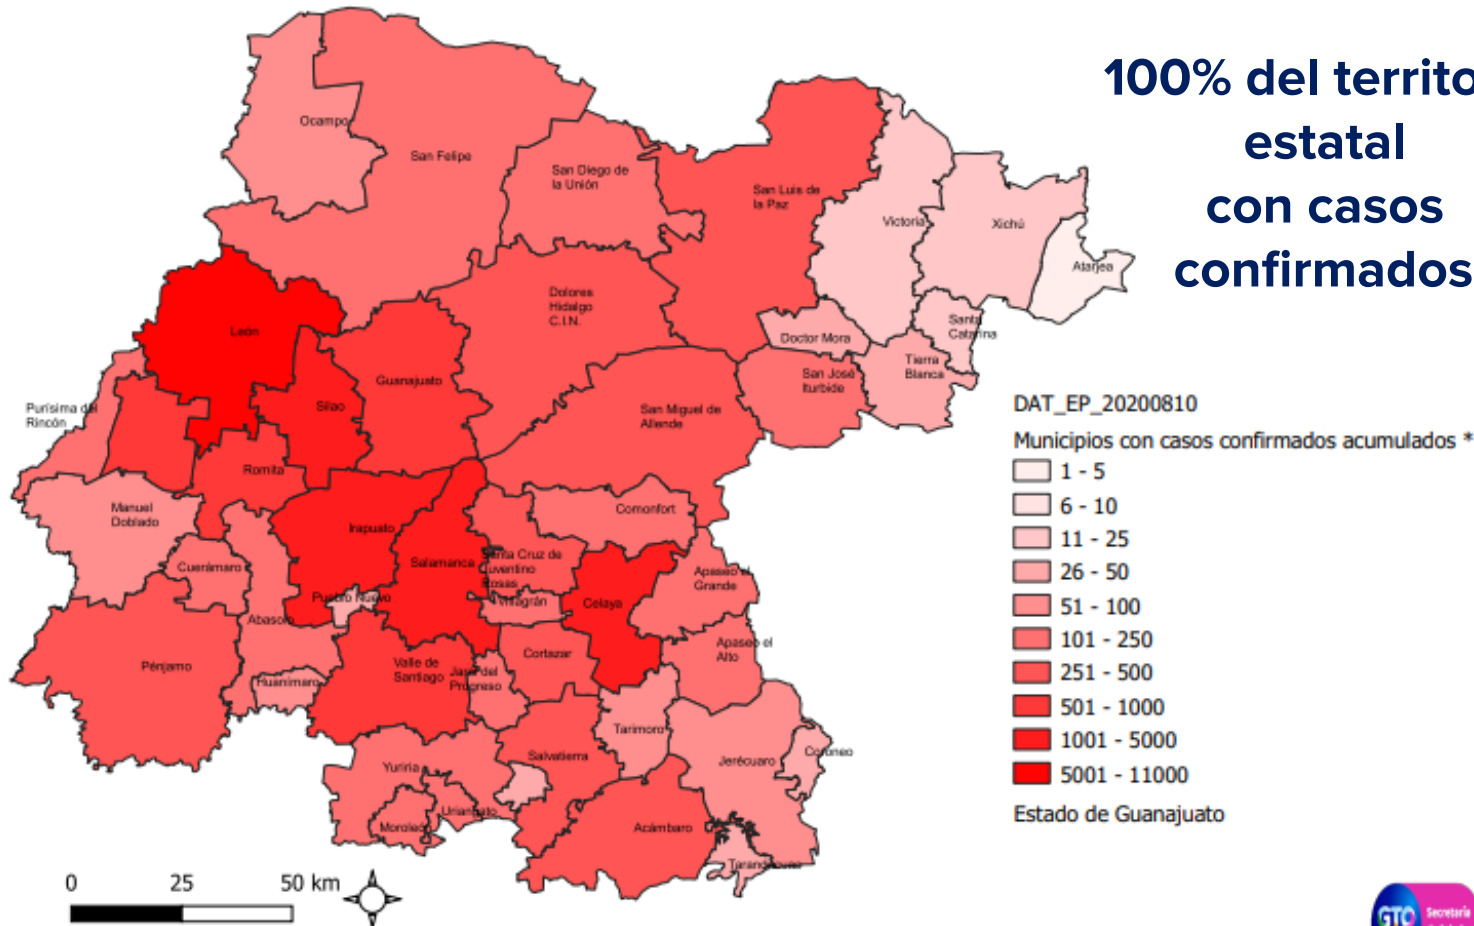 100% del territo
estatal
con casos
confirmados
Ocampo
San Felipe
San Diego de
la Unión
San Luis de
la Paz
Victoria
Xichú
Atarjea
Dolores
Hidalgo
C.I.N.
León
Doctor Mora
Santa
Catarina
Tierra
Blanca
San José
Iturbide
Guanajuato
Silao
San Miguel de
Allende
Purísima del
Rincón
Romita
Manuel
Doblado
Irapuato
Comonfort
Salamanca
Santa Cruz de
Juventino
Rosas
Cuerámaro
Apaseo el
Grande
Pueblo Nuevo
Villagrán
Celaya
Abasolo
Apaseo el
Alto
Cortazar
Pénjamo
Valle de
Santiago
Jaral del
Progreso
Huanímaro
Tarimoro
Coroneo
Jerécuaro
Salvatierra
Yuriria
Uriangato
Moroleón
Acámbaro
Tarandacuao
DAT_EP_20200810
Municipios con casos confirmados acumulados *
1 - 5
6 - 10
11 - 25
26 - 50
51 - 100
101 - 250
251 - 500
501 - 1000
1001 - 5000
5001 - 11000
Estado de Guanajuato
0 25 50 km
GTO
Secretaría